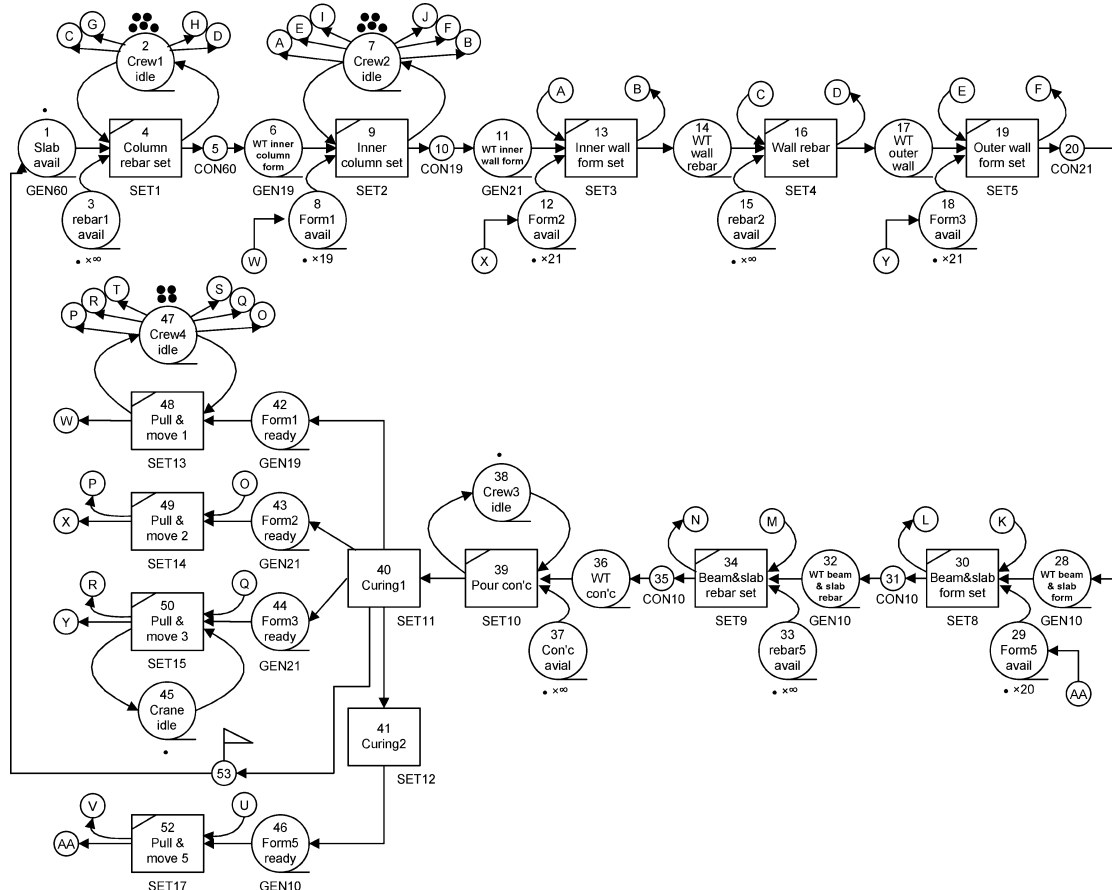 C
G
H
D
2
Crew1
idle
A
E
I
J
F
B
7
Crew2
idle
1
Slab
avail
GEN60
4
Column
rebar set
SET1
5
CON60
3
rebar1
avail
• ×∞
6
WT inner
column
form
GEN19
9
Inner
column set
SET2
10
CON19
8
Form1
avail
• ×19
W
11
WT inner
wall form
GEN21
A
B
13
Inner wall
form set
SET3
12
Form2
avail
• ×21
X
14
WT
wall
rebar
C
D
16
Wall rebar
set
SET4
15
rebar2
avail
• ×∞
17
WT
outer
wall
E
F
19
Outer wall
form set
SET5
20
CON21
18
Form3
avail
• ×21
Y
P
R
T
S
Q
O
47
Crew4
idle
W
48
Pull &
move 1
SET13
42
Form1
ready
GEN19
P
O
X
49
Pull &
move 2
SET14
43
Form2
ready
GEN21
R
Q
Y
50
Pull &
move 3
SET15
44
Form3
ready
GEN21
45
Crane
idle
40
Curing1
SET11
38
Crew3
idle
39
Pour con'c
SET10
37
Con'c
avial
• ×∞
36
WT
con'c
35
CON10
N
M
34
Beam&slab
rebar set
SET9
33
rebar5
avail
• ×∞
32
WT beam
& slab
rebar
GEN10
31
CON10
L
K
30
Beam&slab
form set
SET8
29
Form5
avail
• ×20
28
WT beam
& slab
form
GEN10
AA
41
Curing2
SET12
53
V
U
AA
52
Pull &
move 5
SET17
46
Form5
ready
GEN10